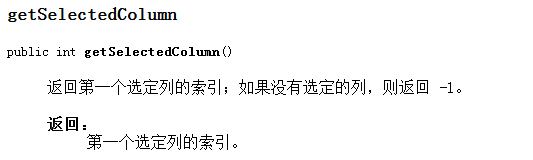 getSelectedColumn
public int getSelectedColumn()
返回第一个选定列的索引；如果没有选定的列，则返回 -1。
返回：
第一个选定列的索引。